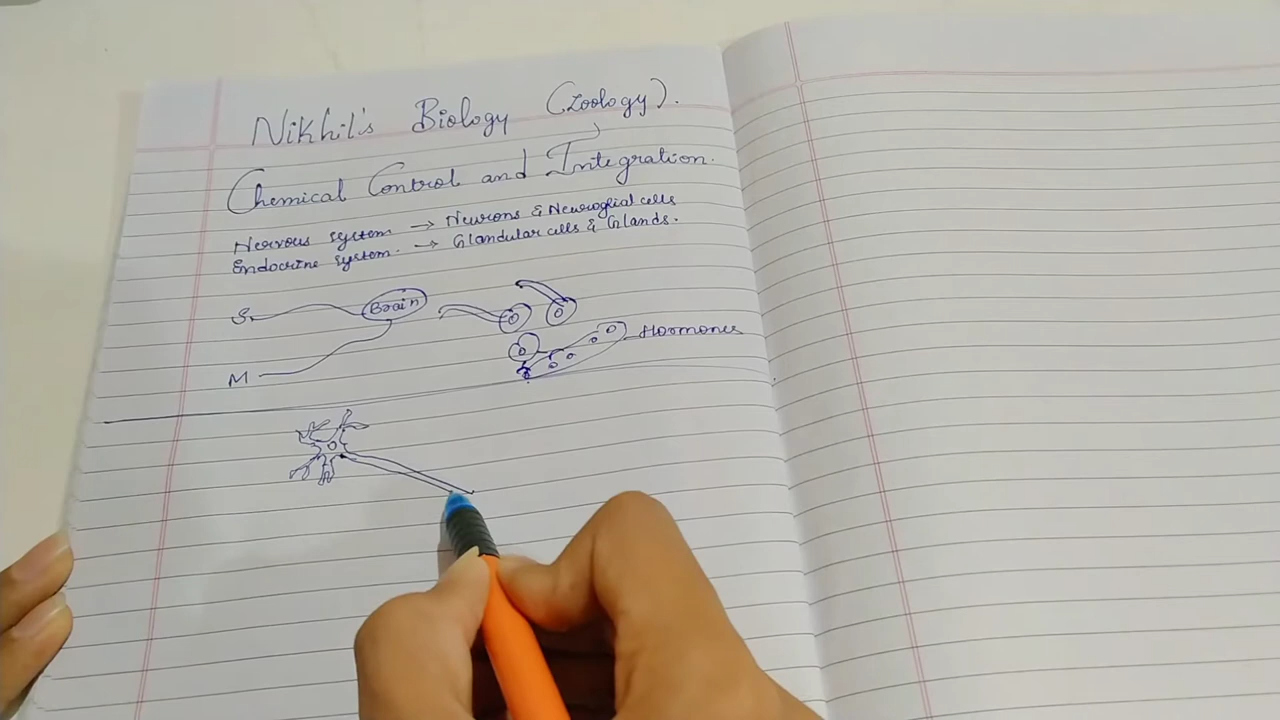 Nikhil's Biology (Zoology).
Chemical Control and Integration.
Nervous system → Neurons & Neuroglial cells
Endocrine system. → Glandular cells & Glands.
S
Brain
Hormones
M